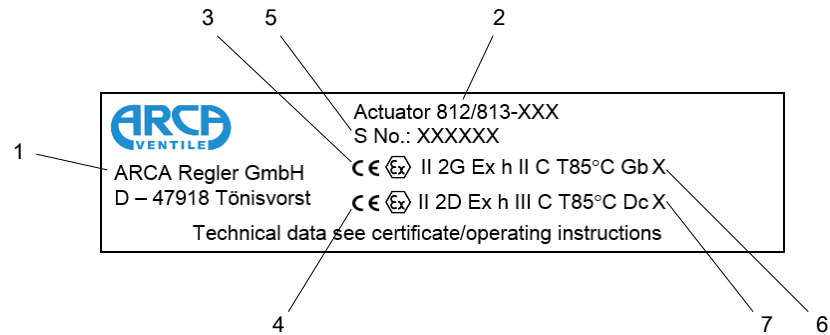 3 5 2
ARCA
VENTILE
Actuator 812/813-XXX
S No.: XXXXXX
1
ARCA Regler GmbH
D – 47918 Tönisvorst
CE Ex II 2G Ex h II C T85°C Gb X
CE Ex II 2D Ex h III C T85°C Dc X
Technical data see certificate/operating instructions
4 7 6